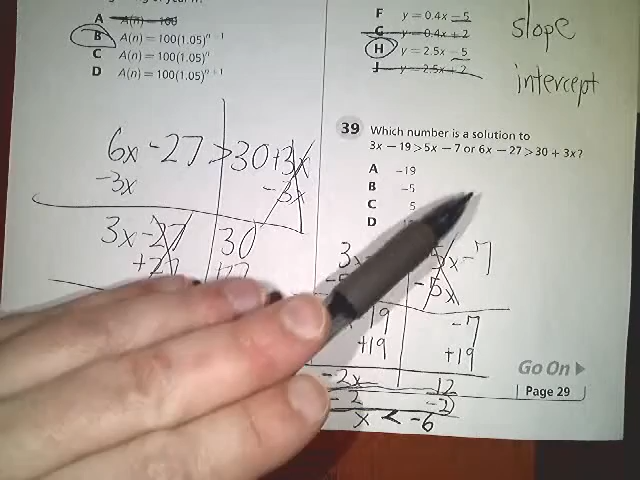 A A(n) = 100
B A(n) = 100(1.05)ⁿ⁻¹
C A(n) = 100(1.05)ⁿ
D A(n) = 100(1.05)ⁿ⁺¹
F y = 0.4x − 5
G y = 0.4x + 2
H y = 2.5x − 5
J y = 2.5x + 2
slope
intercept
39 Which number is a solution to
3x − 19 > 5x − 7 or 6x − 27 > 30 + 3x?
A −19
B −5
C 5
D
6x -27 > 30 + 3x
-3x -3x
3x -27 30
+27
3x 5x -7
-5x
19 -7
+19 +19
-2x 12
-2 -2
x < -6
Go On
Page 29